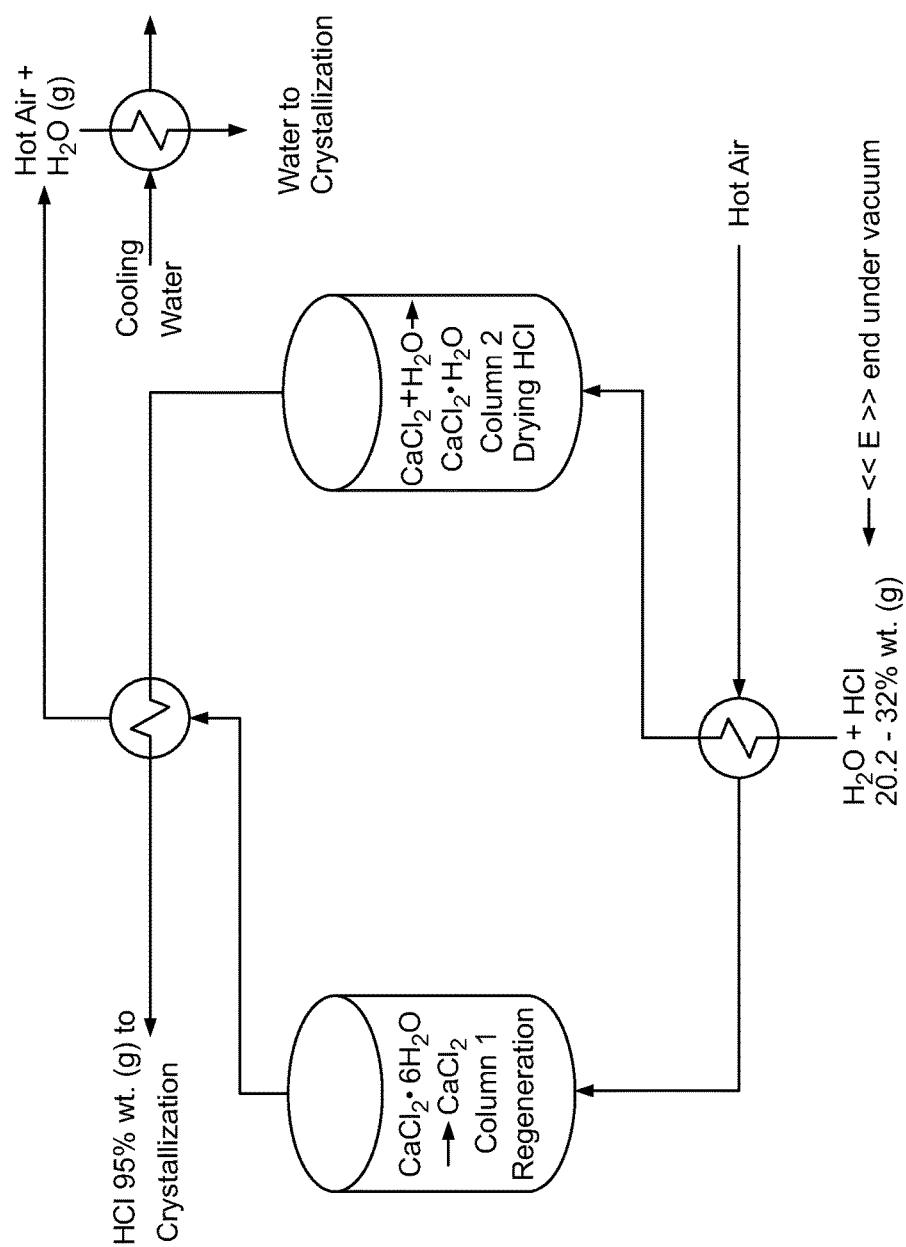 HCl 95% wt. (g) to
Crystallization
Hot Air +
H₂O (g)
Cooling
Water
Water to
Crystallization
CaCl₂•6H₂O
→CaCl₂
Column 1
Regeneration
CaCl₂+H₂O→
CaCl₂•H₂O
Column 2
Drying HCl
Hot Air
H₂O + HCl
20.2 - 32% wt. (g)
← << E >> end under vacuum